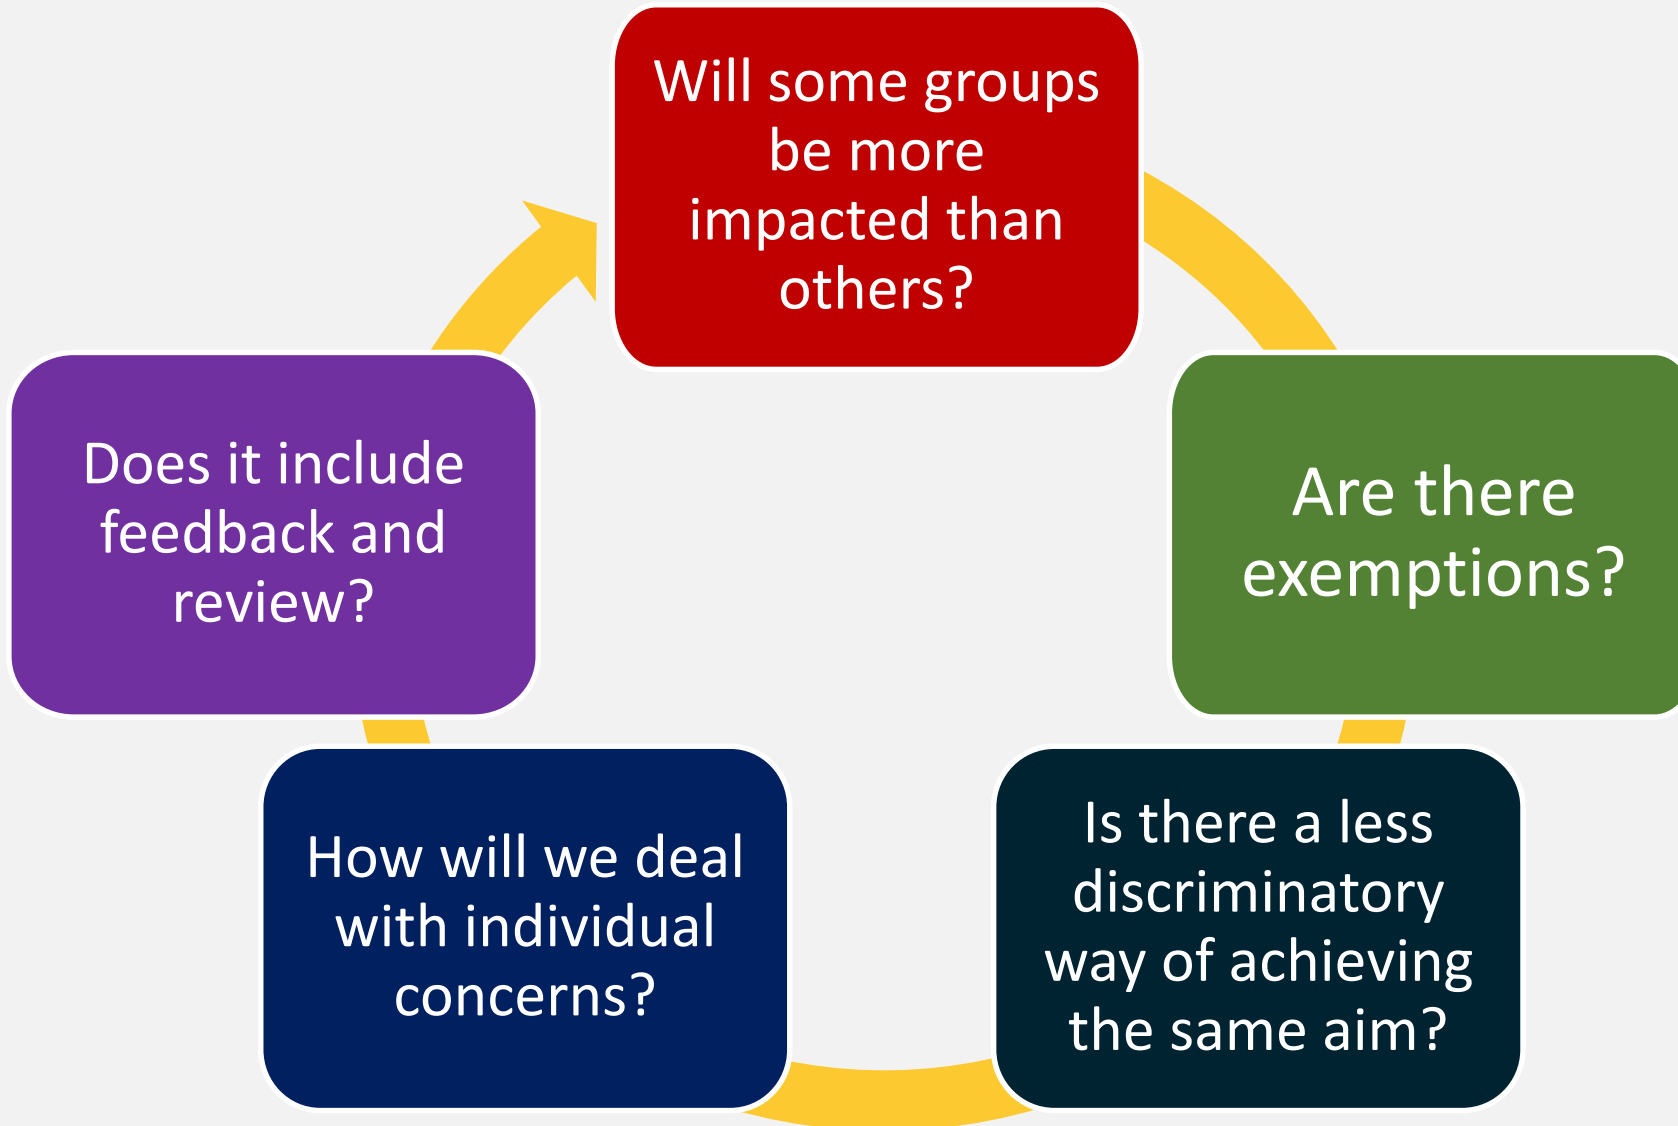 Will some groups
be more
impacted than
others?
Are there
exemptions?
Is there a less
discriminatory
way of achieving
the same aim?
How will we deal
with individual
concerns?
Does it include
feedback and
review?